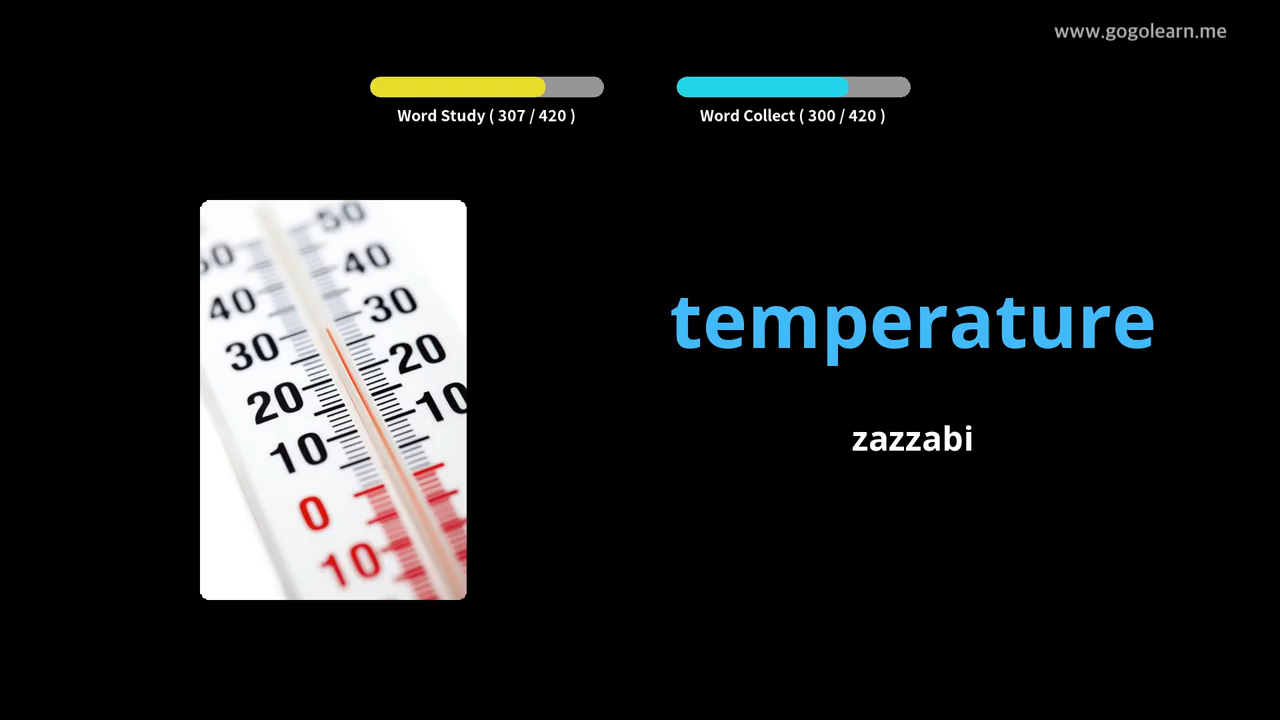 www.gogolearn.me
Word Study ( 307 / 420 )
Word Collect ( 300 / 420 )
50
50
40
40
30
30
20
20
10
10
0
10
temperature
zazzabi